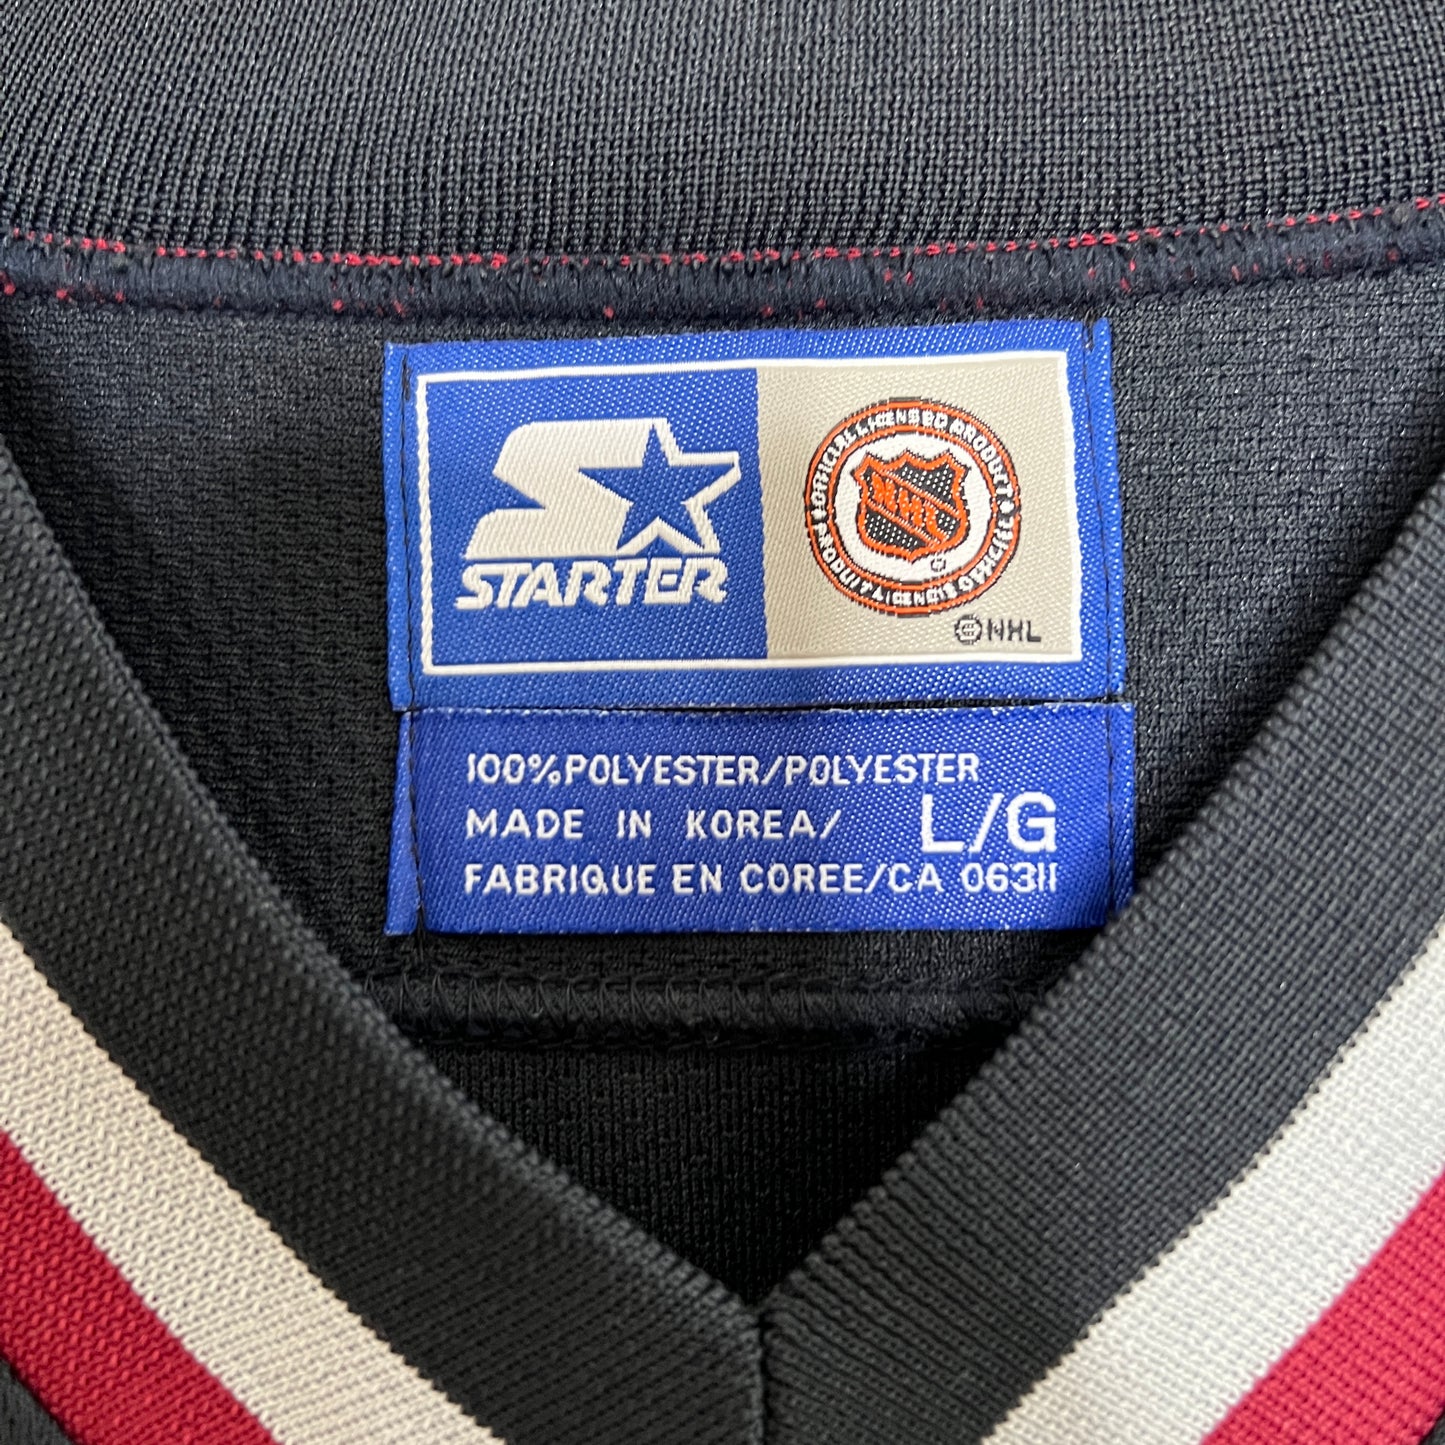 STARTER
OFFICIAL LICENSED PRODUCT
NHL
PRODUIT LICENCIÉ OFFICIEL
©NHL
100% POLYESTER/POLYESTER
MADE IN KOREA/ L/G
FABRIQUE EN COREE/CA 06311